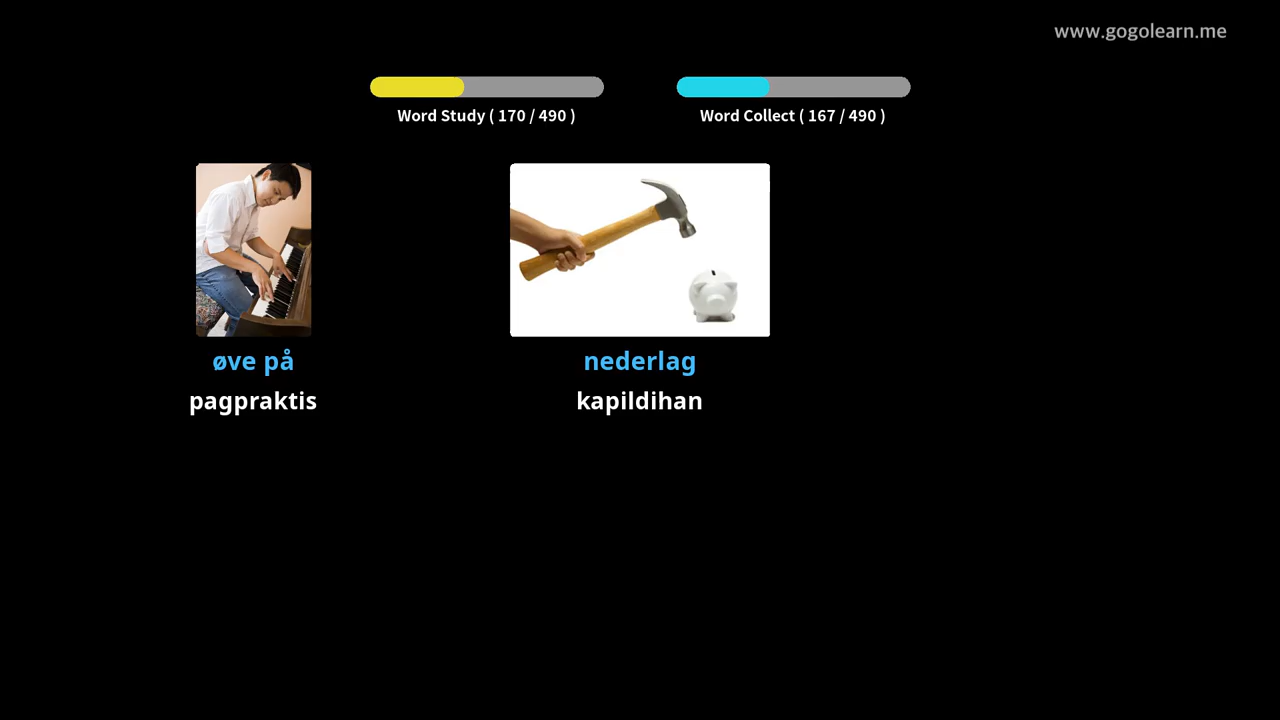 www.gogolearn.me
Word Study ( 170 / 490 )
Word Collect ( 167 / 490 )
øve på
pagpraktis
nederlag
kapildihan